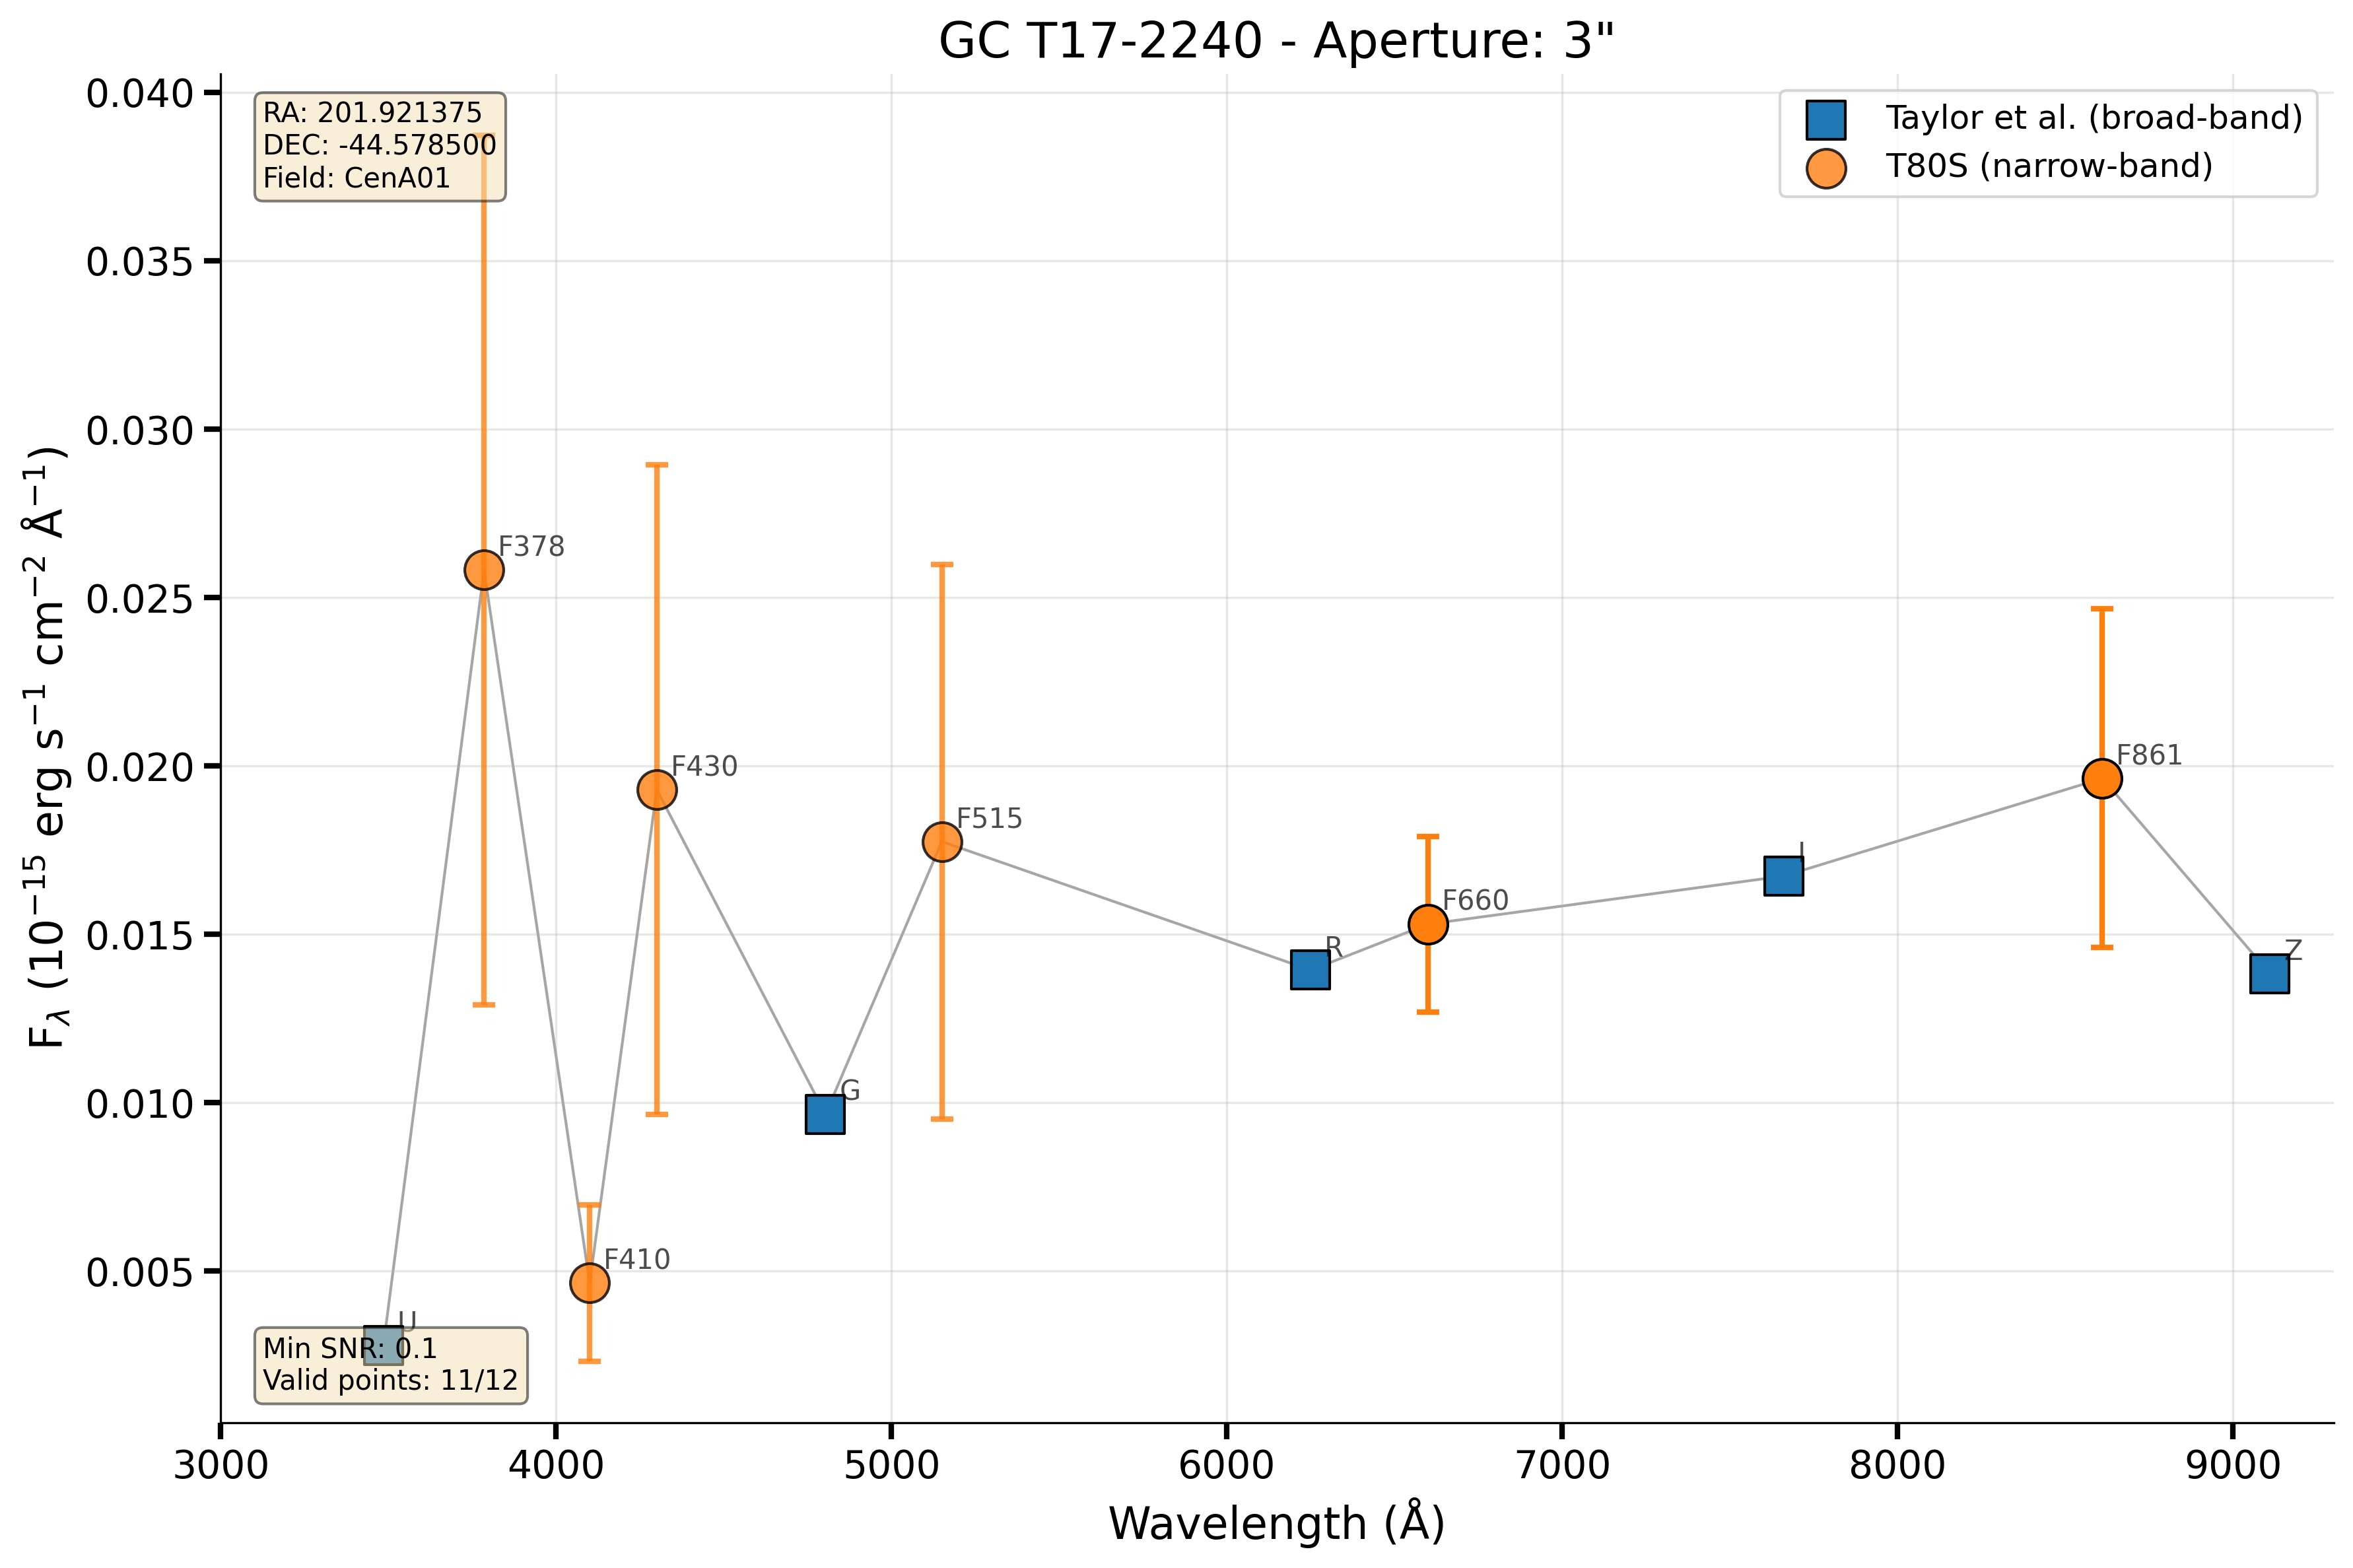 GC T17-2240 - Aperture: 3"
RA: 201.921375
DEC: -44.578500
Field: CenA01
Taylor et al. (broad-band)
T80S (narrow-band)
0.040
0.035
0.030
0.025
0.020
0.015
0.010
0.005
F_λ (10⁻¹⁵ erg s⁻¹ cm⁻² Å⁻¹)
F378
F430
F515
F861
I
F660
R
Z
G
F410
U
Min SNR: 0.1
Valid points: 11/12
3000
4000
5000
6000
7000
8000
9000
Wavelength (Å)